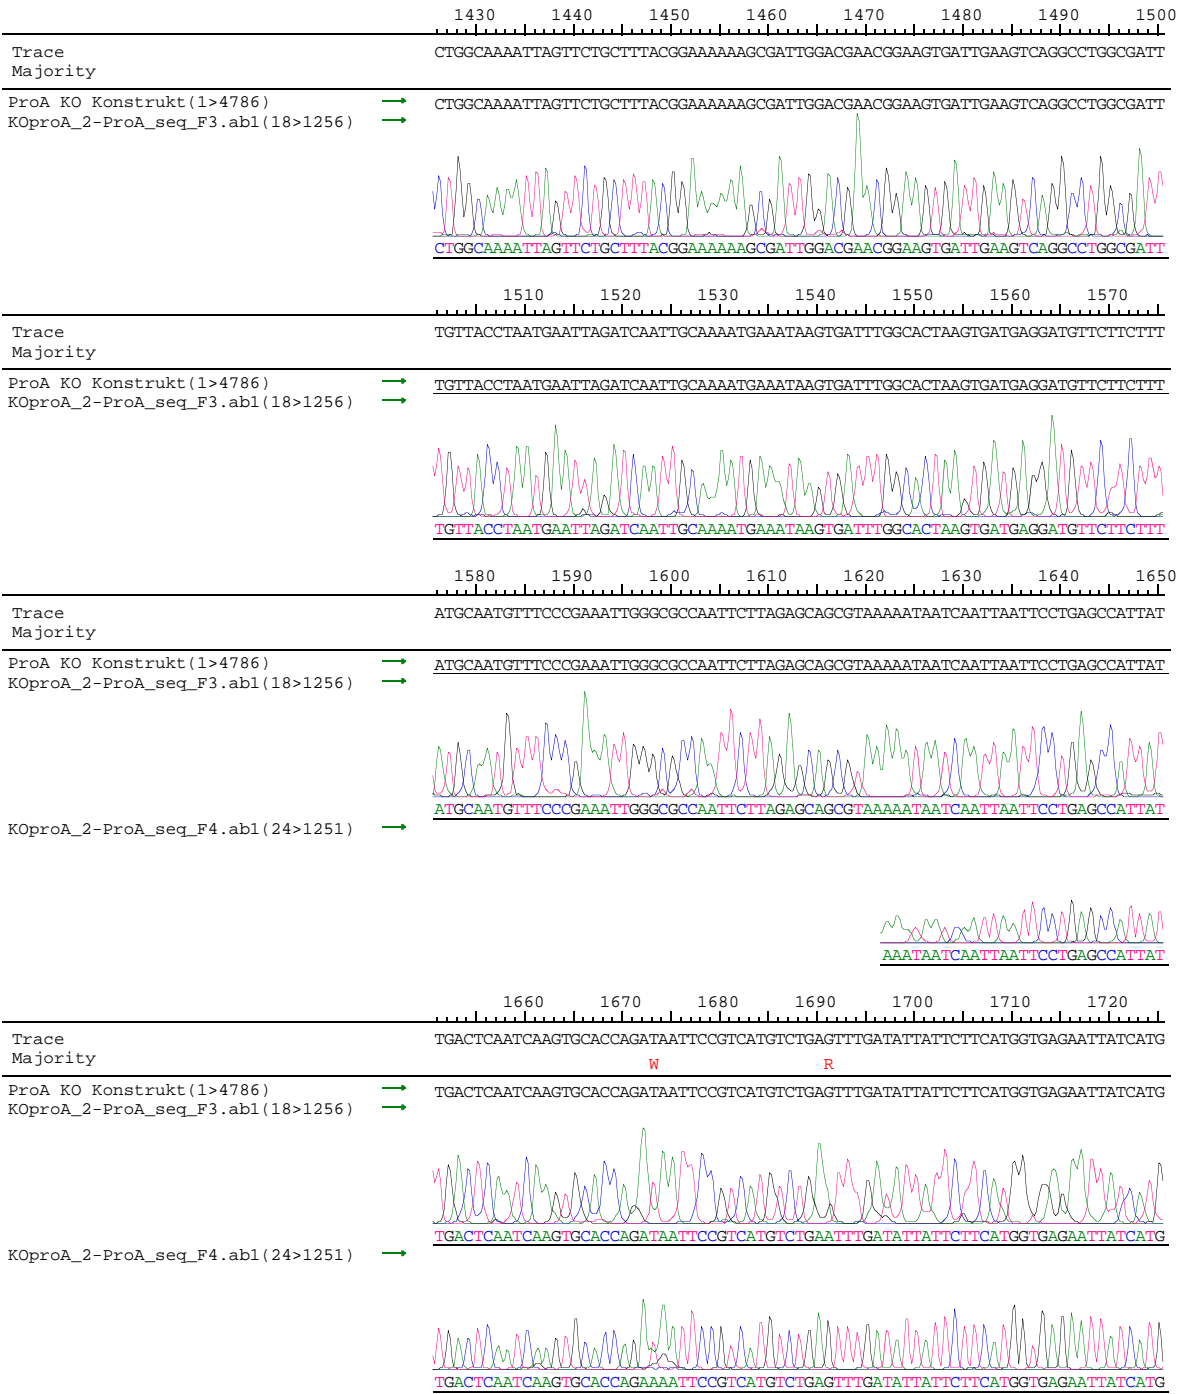 1430 1440 1450 1460 1470 1480 1490 1500
Trace CTGGCAAAATTAGTTCTGCTTTACGGAAAAAAGCGATTGGACGAACGGAAGTGATTGAAGTCAGGCCTGGCGATT
Majority
ProA KO Konstrukt(1>4786) → CTGGCAAAATTAGTTCTGCTTTACGGAAAAAAGCGATTGGACGAACGGAAGTGATTGAAGTCAGGCCTGGCGATT
KOproA_2-ProA_seq_F3.ab1(18>1256) →
CTGGCAAAATTAGTTCTGCTTTACGGAAAAAAGCGATTGGACGAACGGAAGTGATTGAAGTCAGGCCTGGCGATT
1510 1520 1530 1540 1550 1560 1570
Trace TGTTACCTAATGAATTAGATCAATTGCAAAATGAAATAAGTGATTTGGCACTAAGTGATGAGGATGTTCTTCTTT
Majority
ProA KO Konstrukt(1>4786) → TGTTACCTAATGAATTAGATCAATTGCAAAATGAAATAAGTGATTTGGCACTAAGTGATGAGGATGTTCTTCTTT
KOproA_2-ProA_seq_F3.ab1(18>1256) →
TGTTACCTAATGAATTAGATCAATTGCAAAATGAAATAAGTGATTTGGCACTAAGTGATGAGGATGTTCTTCTTT
1580 1590 1600 1610 1620 1630 1640 1650
Trace ATGCAATGTTTCCCGAAATTGGGCGCCAATTCTTAGAGCAGCGTAAAAATAATCAATTAATTCCTGAGCCATTAT
Majority
ProA KO Konstrukt(1>4786) → ATGCAATGTTTCCCGAAATTGGGCGCCAATTCTTAGAGCAGCGTAAAAATAATCAATTAATTCCTGAGCCATTAT
KOproA_2-ProA_seq_F3.ab1(18>1256) →
ATGCAATGTTTCCCGAAATTGGGCGCCAATTCTTAGAGCAGCGTAAAAATAATCAATTAATTCCTGAGCCATTAT
KOproA_2-ProA_seq_F4.ab1(24>1251) →
AAATAATCAATTAATTCCTGAGCCATTAT
1660 1670 1680 1690 1700 1710 1720
Trace TGACTCAATCAAGTGCACCAGATAATTCCGTCATGTCTGAGTTTGATATTATTCTTCATGGTGAGAATTATCATG
Majority W R
ProA KO Konstrukt(1>4786) → TGACTCAATCAAGTGCACCAGATAATTCCGTCATGTCTGAGTTTGATATTATTCTTCATGGTGAGAATTATCATG
KOproA_2-ProA_seq_F3.ab1(18>1256) →
TGACTCAATCAAGTGCACCAGATAATTCCGTCATGTCTGAATTTGATATTATTCTTCATGGTGAGAATTATCATG
KOproA_2-ProA_seq_F4.ab1(24>1251) →
TGACTCAATCAAGTGCACCAGAAAATTCCGTCATGTCTGAGTTTGATATTATTCTTCATGGTGAGAATTATCATG